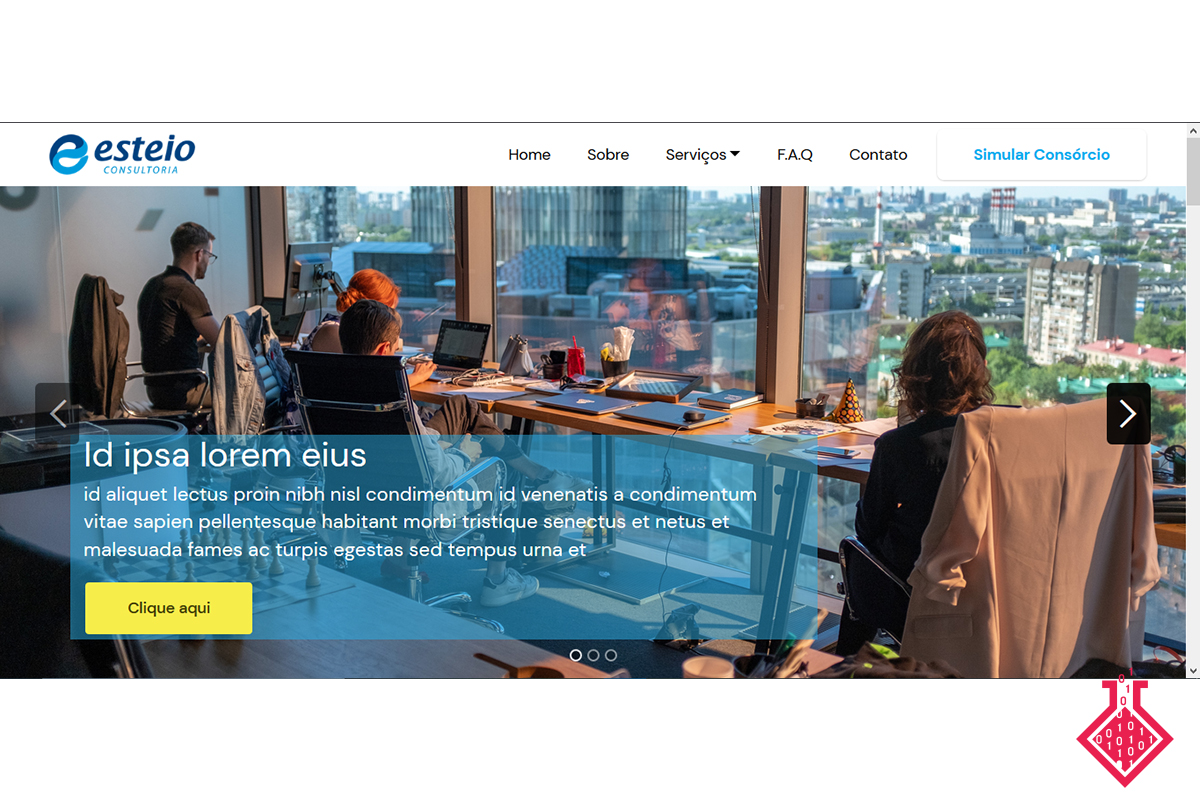 esteio
CONSULTORIA
Home Sobre Serviços F.A.Q Contato Simular Consórcio
Id ipsa lorem eius
id aliquet lectus proin nibh nisl condimentum id venenatis a condimentum
vitae sapien pellentesque habitant morbi tristique senectus et netus et
malesuada fames ac turpis egestas sed tempus urna et
Clique aqui